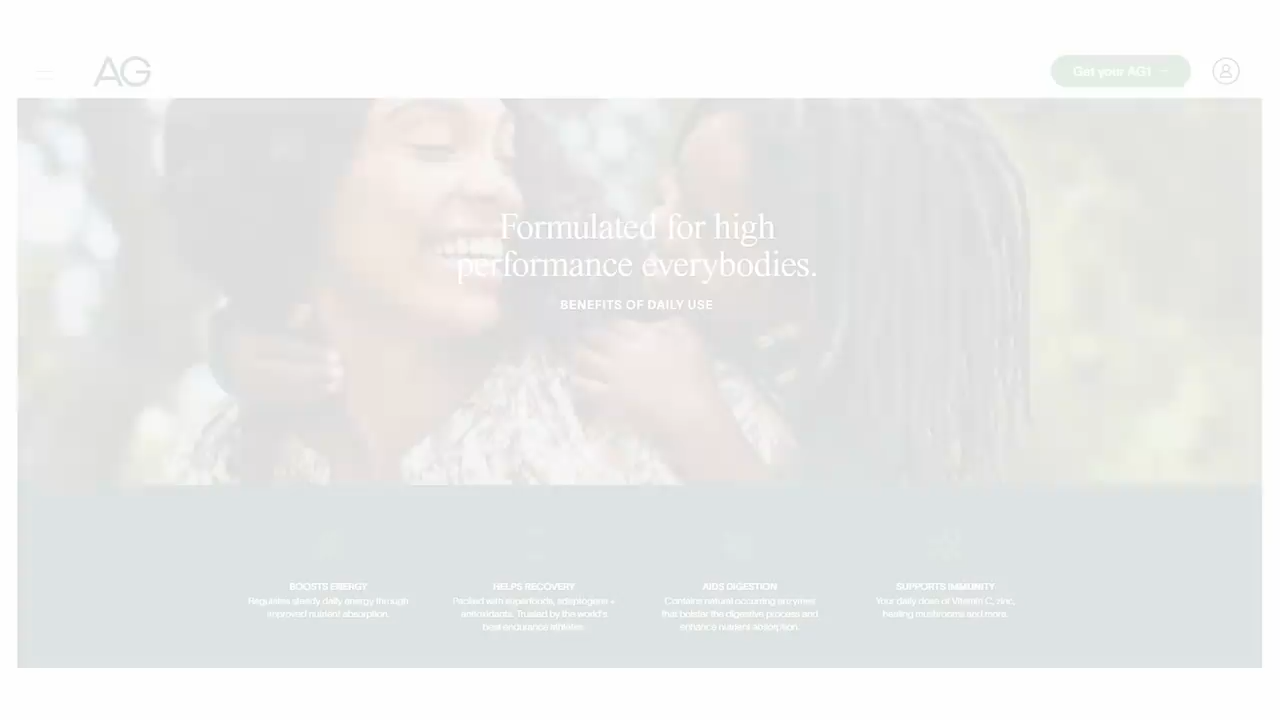 AG
Get your AG1 →
Formulated for high
performance everybodies.
BENEFITS OF DAILY USE
BOOSTS ENERGY
Regulates steady daily energy through
improved nutrient absorption.
HELPS RECOVERY
Packed with superfoods, adaptogens +
antioxidants. Trusted by the world's
best endurance athletes.
AIDS DIGESTION
Contains natural occurring enzymes
that bolster the digestive process and
enhance nutrient absorption.
SUPPORTS IMMUNITY
Your daily dose of Vitamin C, zinc,
healing mushrooms and more.